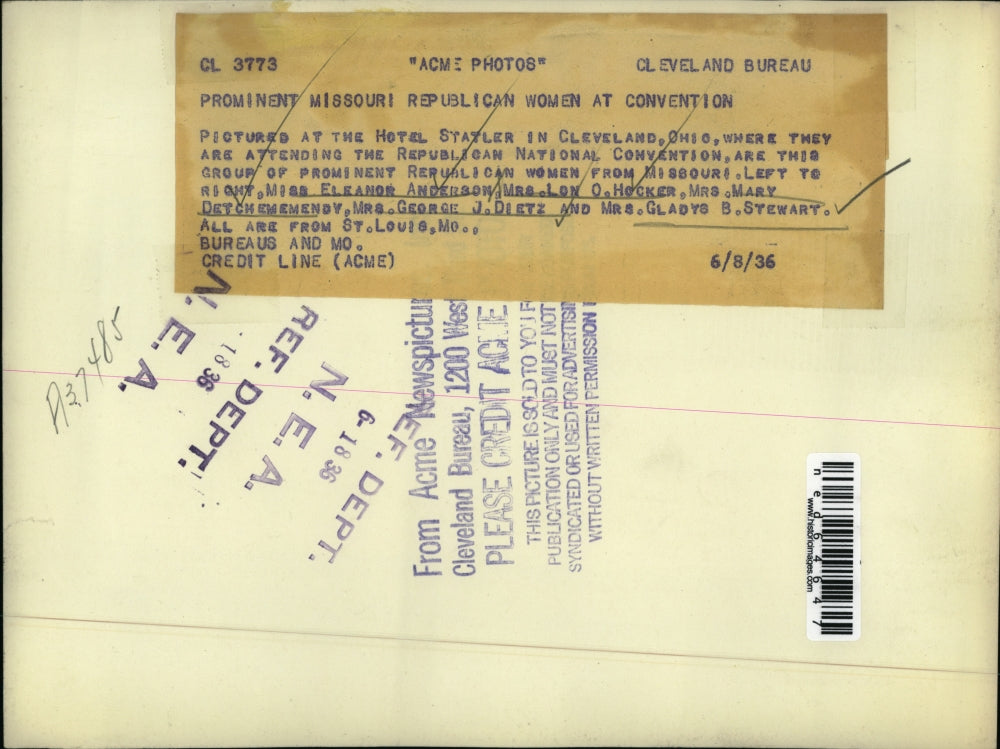 CL 3773 "ACME PHOTOS" CLEVELAND BUREAU
PROMINENT MISSOURI REPUBLICAN WOMEN AT CONVENTION
PICTURED AT THE HOTEL STATLER IN CLEVELAND, OHIO, WHERE THEY
ARE ATTENDING THE REPUBLICAN NATIONAL CONVENTION, ARE THIS
GROUP OF PROMINENT REPUBLICAN WOMEN FROM MISSOURI. LEFT TO
RIGHT, MISS ELEANOR ANDERSON, MRS. LON O. HOCKER, MRS. MARY
DETCHEMEMENDY, MRS. GEORGE J. DIETZ AND MRS. GLADYS B. STEWART.
ALL ARE FROM ST. LOUIS, MO.,
BUREAUS AND MO.
CREDIT LINE (ACME) 6/8/36
A37485
N. E. A.
18 36
REF. DEPT.
N. E. A.
6-18 36
REF. DEPT.
From Acme Newspictur
Cleveland Bureau, 1200 West
PLEASE CREDIT ACME
THIS PICTURE IS SOLD TO YOU F
PUBLICATION ONLY AND MUST NOT
SYNDICATED OR USED FOR ADVERTISIN
WITHOUT WRITTEN PERMISSION
ned64647
www.historicimages.com